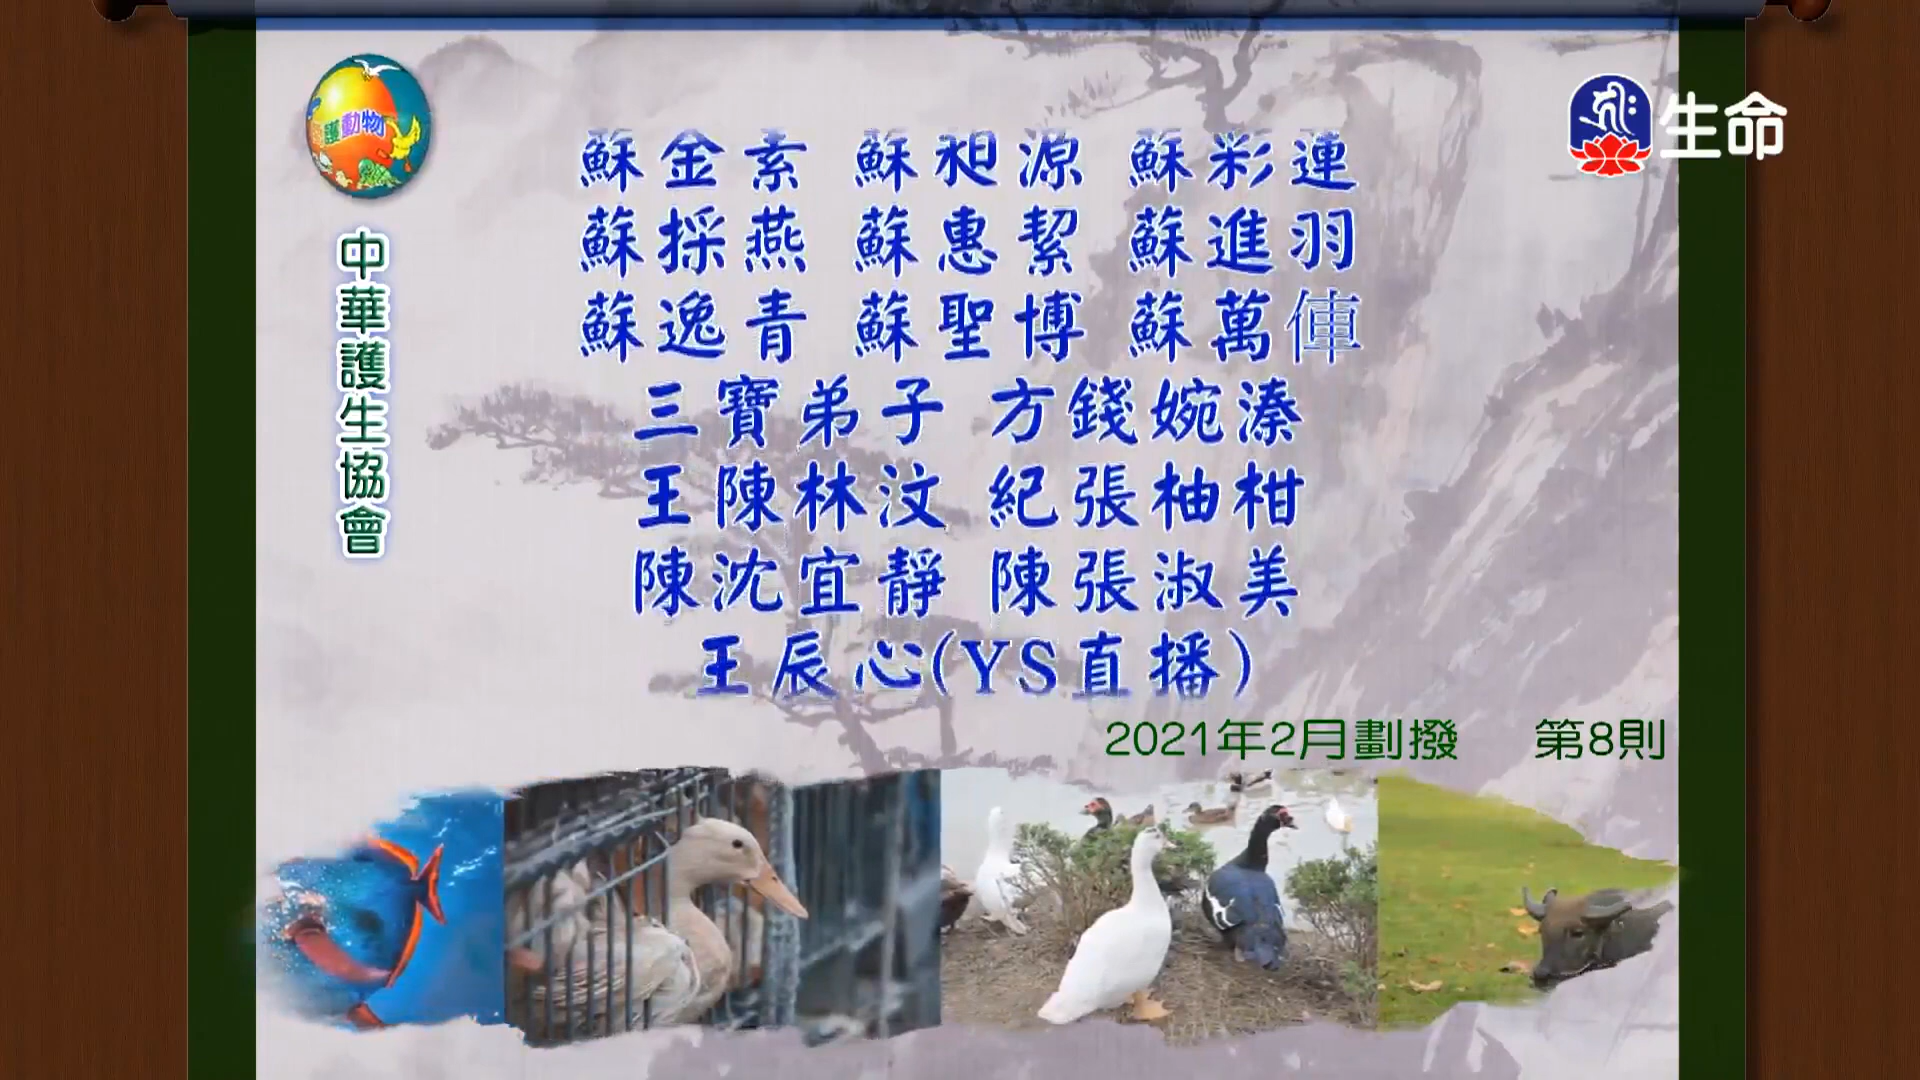 護動物
生命
中華護生協會
蘇金素 蘇昶源 蘇彩連
蘇採燕 蘇惠絜 蘇進羽
蘇逸青 蘇聖博 蘇萬俥
三寶弟子 方錢婉溱
王陳林汶 紀張柚柑
陳沈宜靜 陳張淑美
王辰心(YS直播)
2021年2月劃撥 第8則